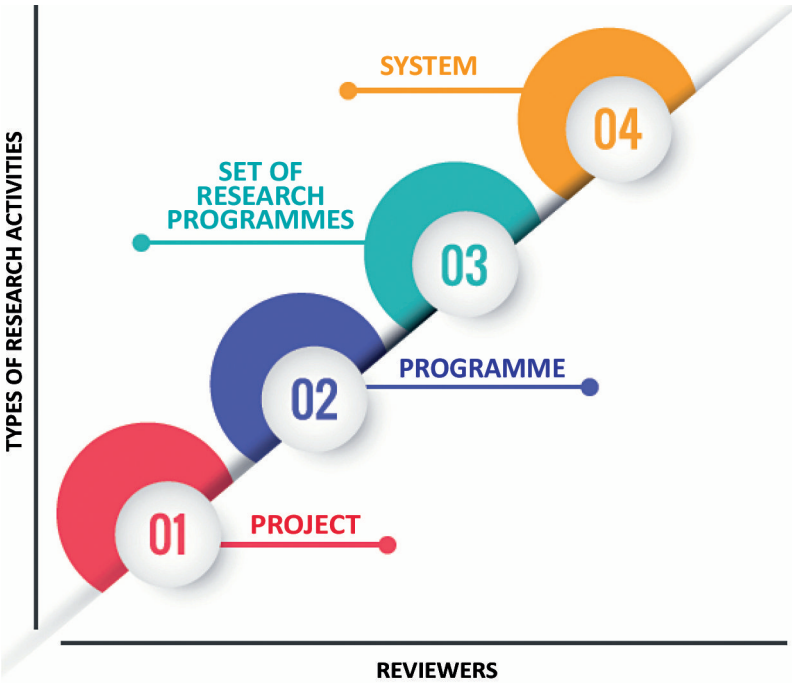 SYSTEM
04
SET OF
RESEARCH
PROGRAMMES
03
PROGRAMME
02
PROJECT
01
TYPES OF RESEARCH ACTIVITIES
REVIEWERS